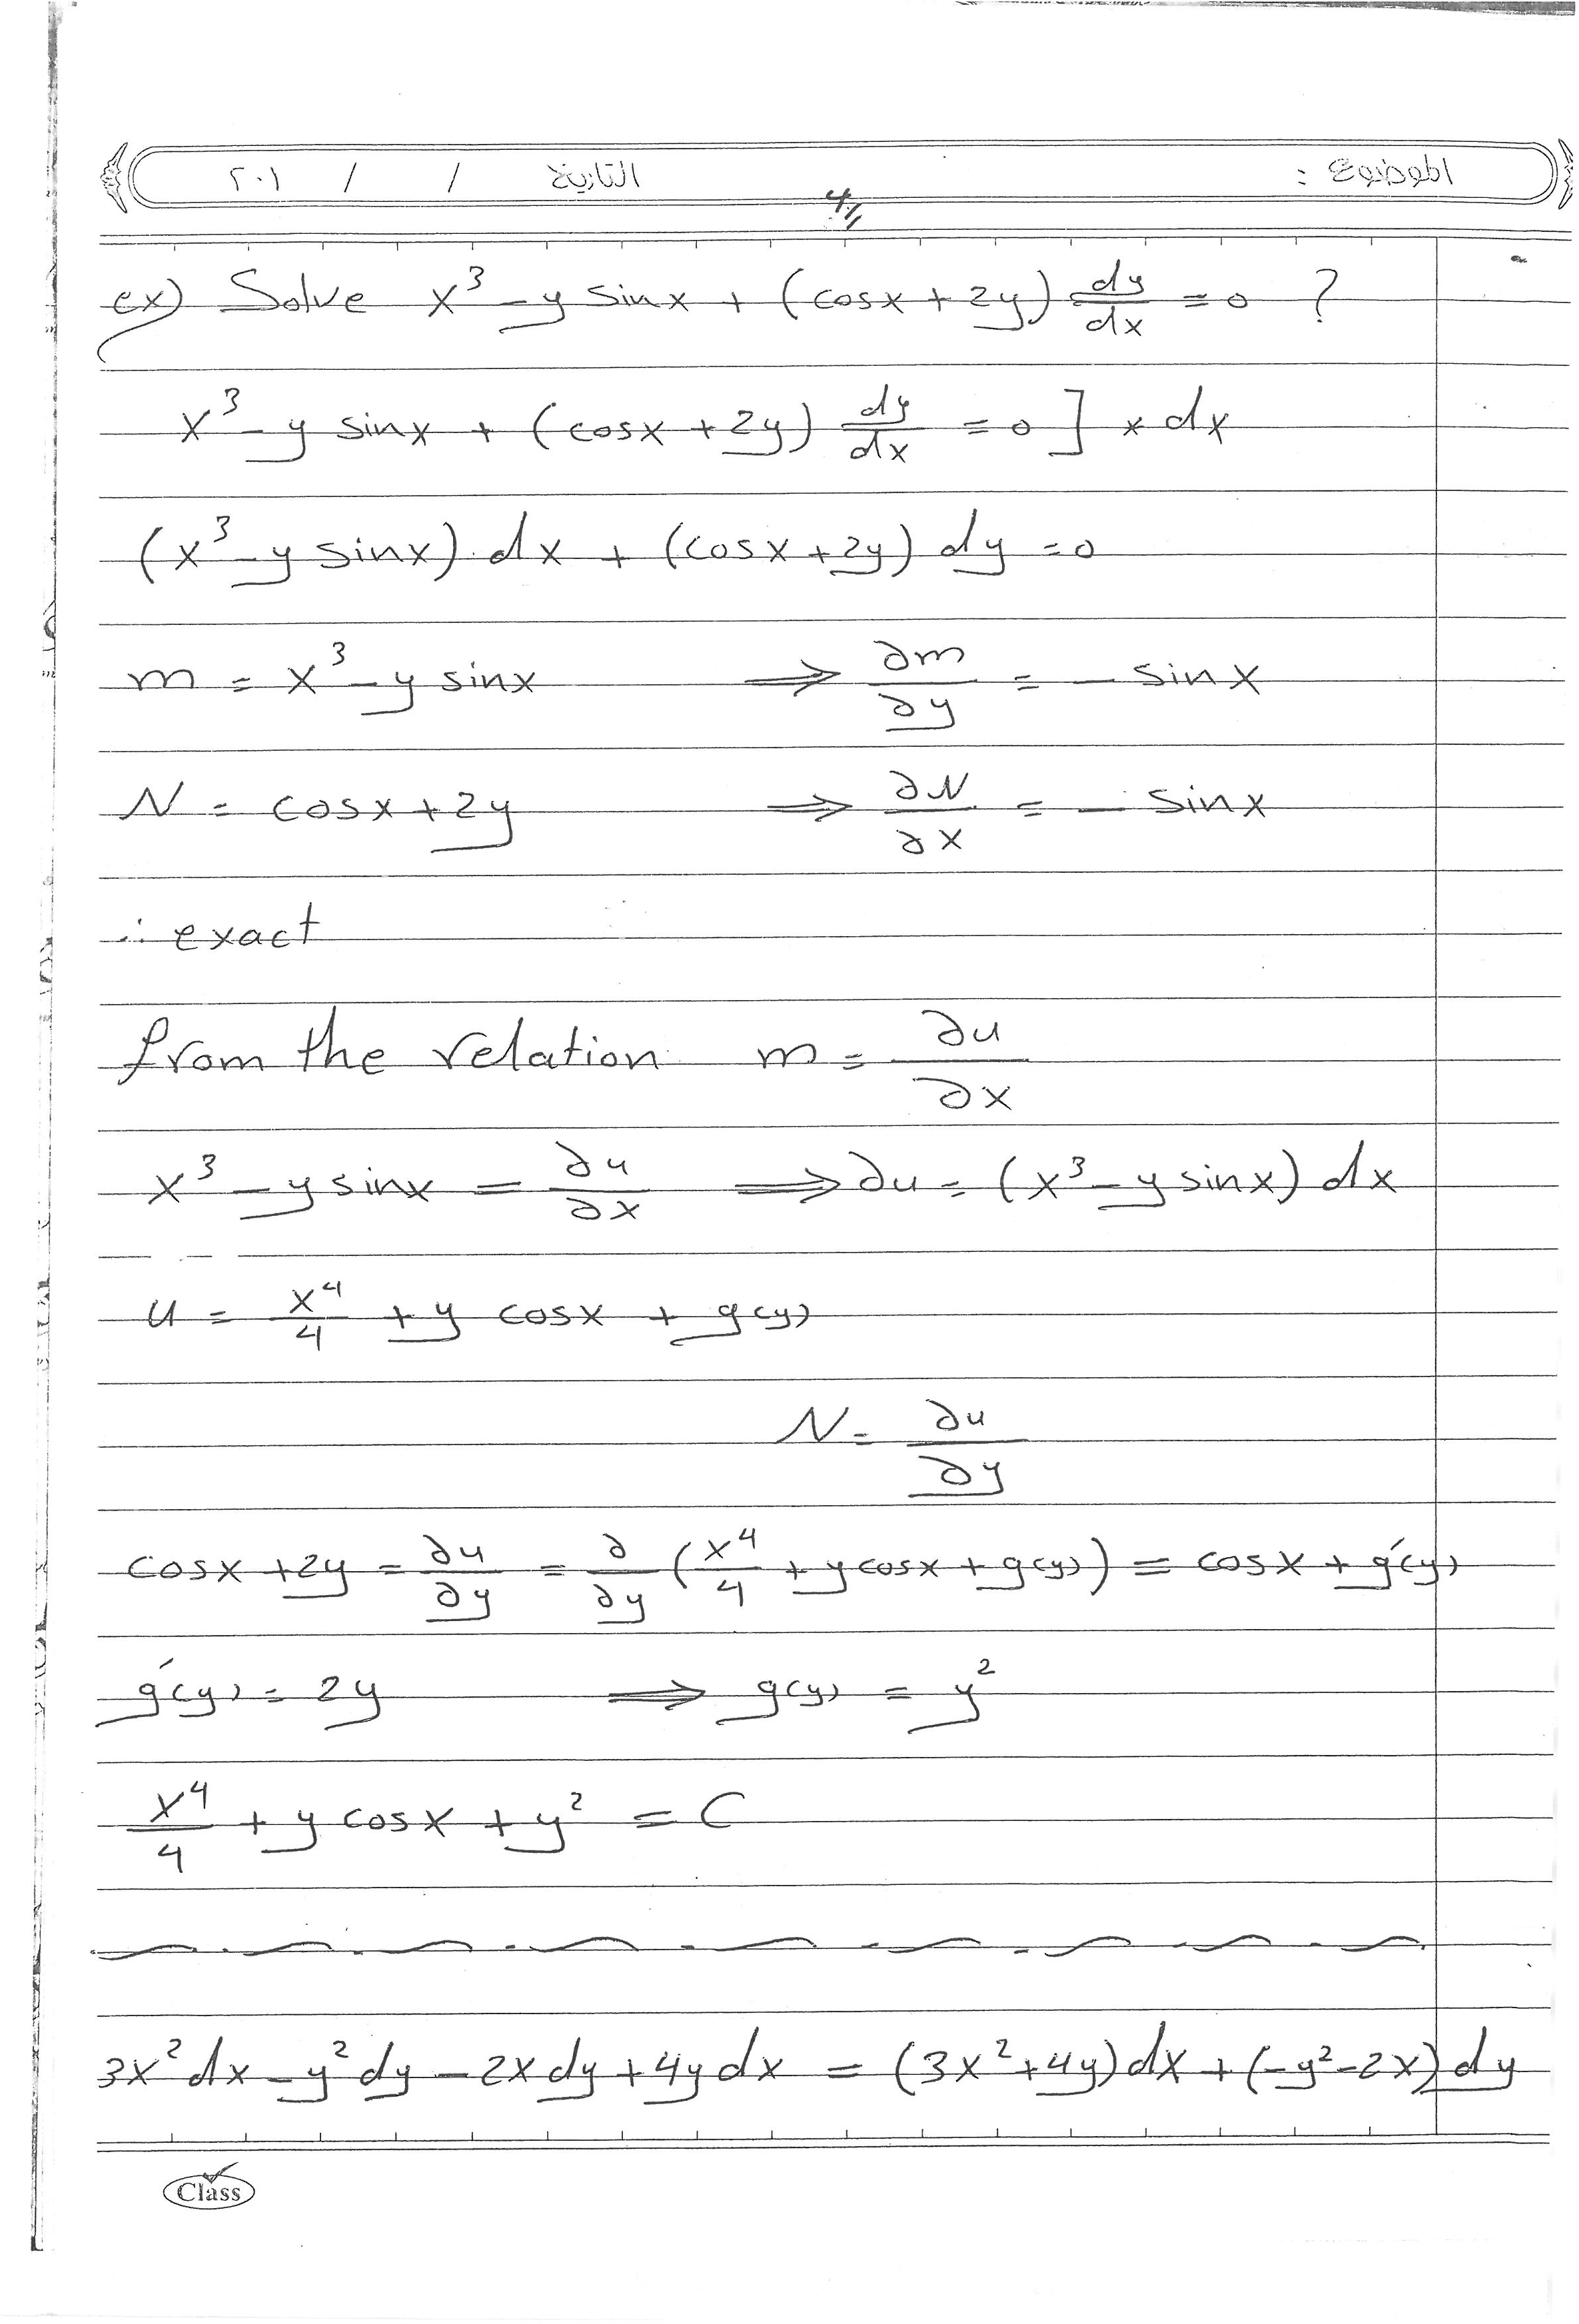 الموضوع : التاريخ / / ٢٠١
ex) Solve x³ - y sinx + (cosx + 2y) dy/dx = 0 ?
x³ - y sinx + (cosx + 2y) dy/dx = 0 ] * dx
(x³ - y sinx) dx + (cosx + 2y) dy = 0
m = x³ - y sinx ⟹ ∂m/∂y = - sinx
N = cosx + 2y ⟹ ∂N/∂x = - sinx
∴ exact
from the relation m = ∂u/∂x
x³ - y sinx = ∂u/∂x ⟹ ∂u = (x³ - y sinx) dx
u = x⁴/4 + y cosx + g(y)
N = ∂u/∂y
cosx + 2y = ∂u/∂y = ∂/∂y (x⁴/4 + y cosx + g(y)) = cosx + g′(y)
g′(y) = 2y ⟹ g(y) = y²
x⁴/4 + y cosx + y² = C
3x² dx - y² dy - 2x dy + 4y dx = (3x² + 4y) dx + (-y² - 2x) dy
Class